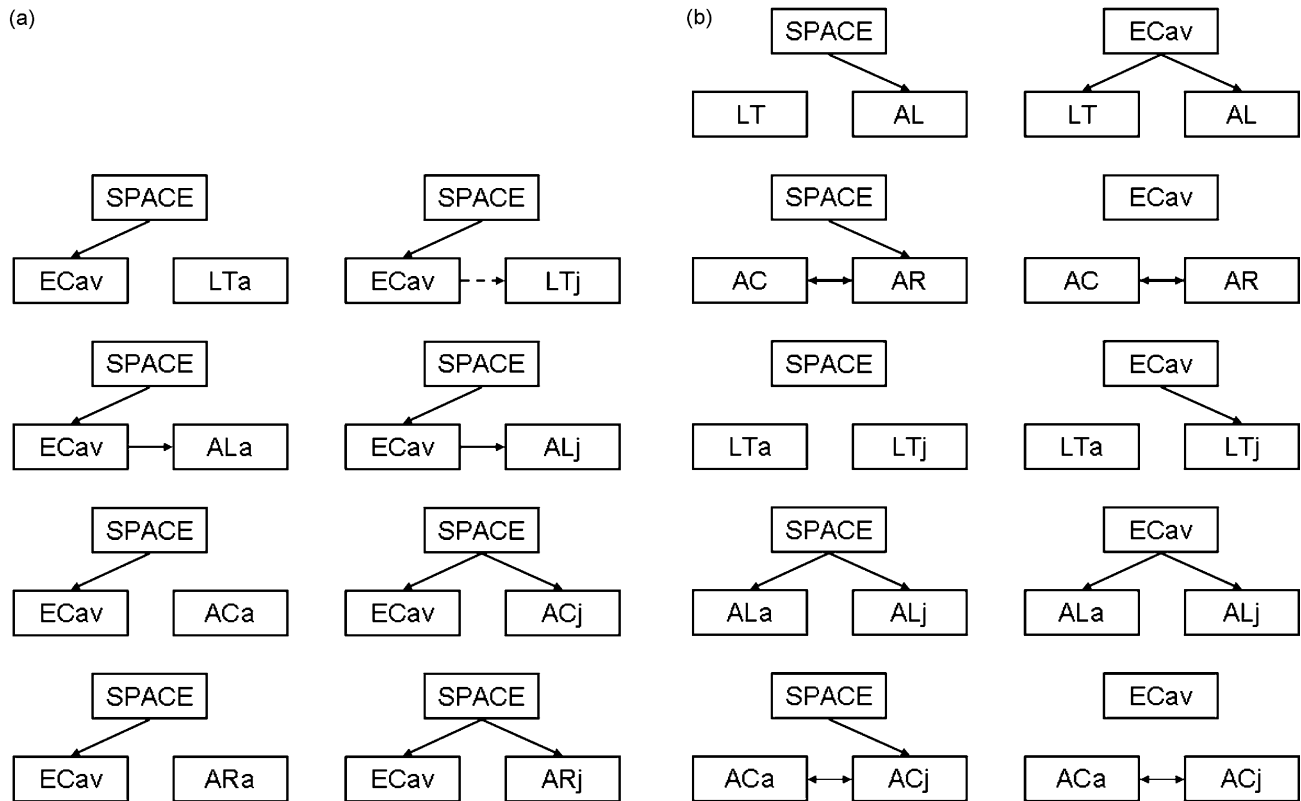 (a)
SPACE SPACE
ECav LTa ECav LTj
SPACE SPACE
ECav ALa ECav ALj
SPACE SPACE
ECav ACa ECav ACj
SPACE SPACE
ECav ARa ECav ARj
(b)
SPACE ECav
LT AL LT AL
SPACE ECav
AC AR AC AR
SPACE ECav
LTa LTj LTa LTj
SPACE ECav
ALa ALj ALa ALj
SPACE ECav
ACa ACj ACa ACj